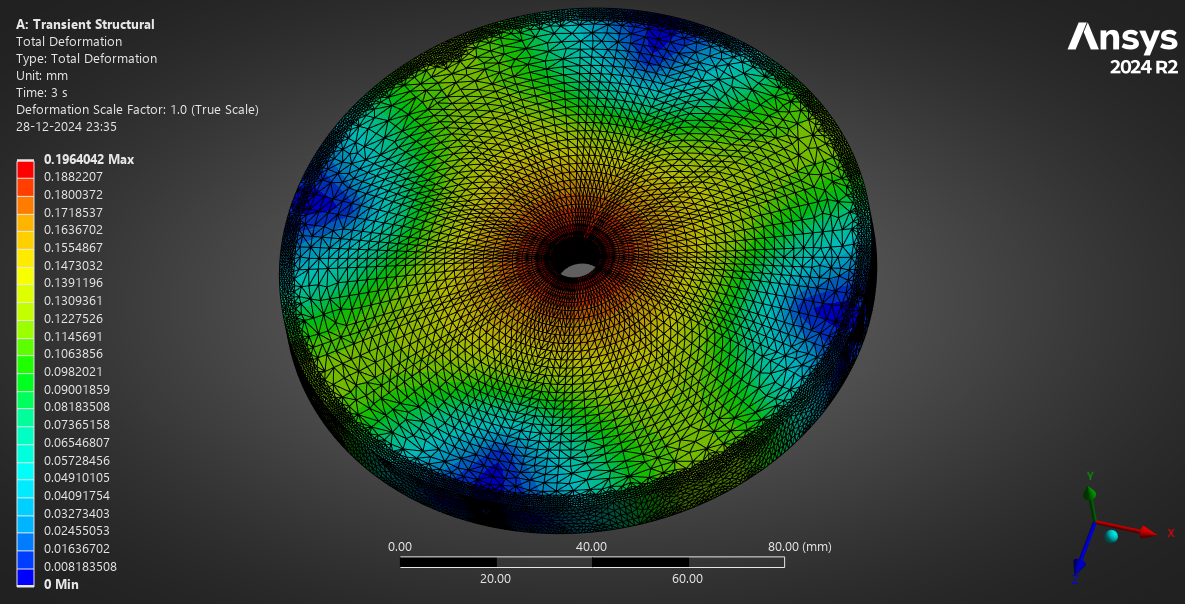 A: Transient Structural
Total Deformation
Type: Total Deformation
Unit: mm
Time: 3 s
Deformation Scale Factor: 1.0 (True Scale)
28-12-2024 23:35
0.1964042 Max
0.1882207
0.1800372
0.1718537
0.1636702
0.1554867
0.1473032
0.1391196
0.1309361
0.1227526
0.1145691
0.1063856
0.0982021
0.09001859
0.08183508
0.07365158
0.06546807
0.05728456
0.04910105
0.04091754
0.03273403
0.02455053
0.01636702
0.008183508
0 Min
Ansys
2024 R2
0.00 40.00 80.00 (mm)
20.00 60.00
Y
X